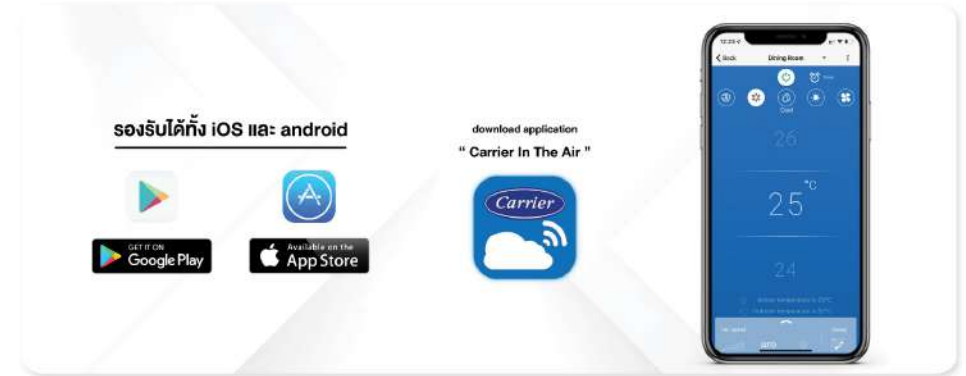 รองรับได้ทั้ง iOS และ android
GET IT ON
Google Play
Available on the
App Store
download application
“ Carrier In The Air ”
Carrier
Back
Dining Room
Cool
26
25 °C
24